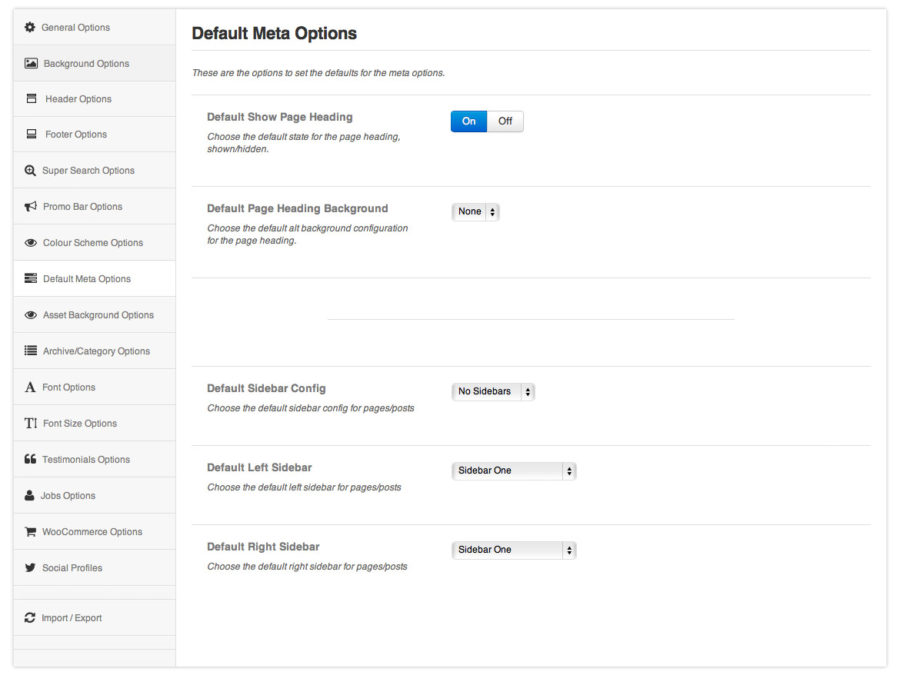 General Options
Background Options
Header Options
Footer Options
Super Search Options
Promo Bar Options
Colour Scheme Options
Default Meta Options
Asset Background Options
Archive/Category Options
Font Options
Font Size Options
Testimonials Options
Jobs Options
WooCommerce Options
Social Profiles
Import / Export
Default Meta Options
These are the options to set the defaults for the meta options.
Default Show Page Heading
Choose the default state for the page heading,
shown/hidden.
On Off
Default Page Heading Background
Choose the default alt background configuration
for the page heading.
None
Default Sidebar Config
Choose the default sidebar config for pages/posts
No Sidebars
Default Left Sidebar
Choose the default left sidebar for pages/posts
Sidebar One
Default Right Sidebar
Choose the default right sidebar for pages/posts
Sidebar One